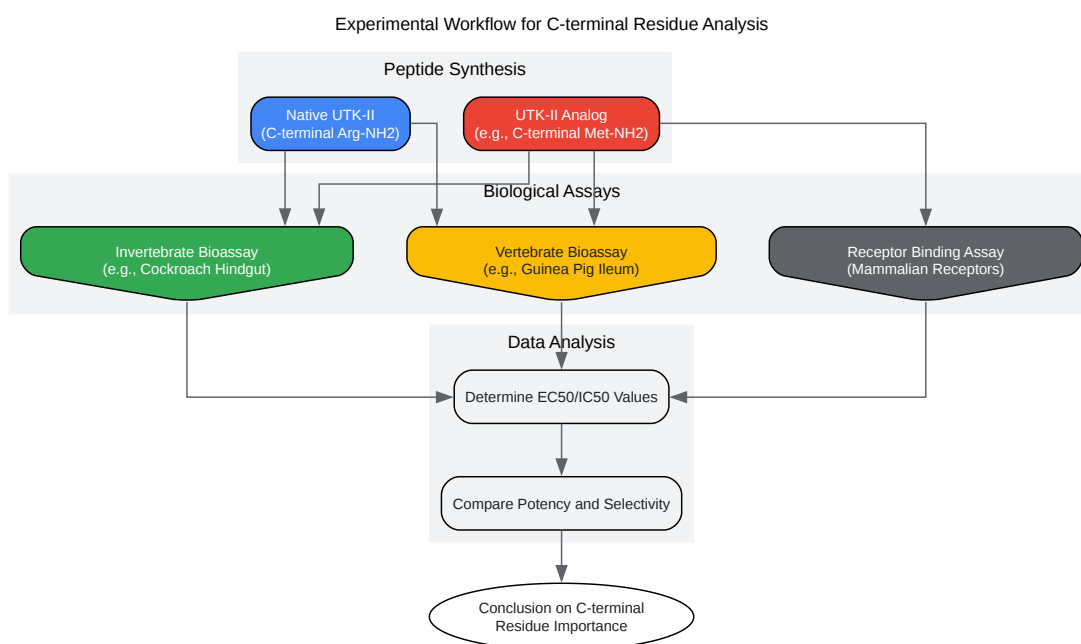 Experimental Workflow for C-terminal Residue Analysis
Peptide Synthesis
Native UTK-II
(C-terminal Arg-NH2)
UTK-II Analog
(e.g., C-terminal Met-NH2)
Biological Assays
Invertebrate Bioassay
(e.g., Cockroach Hindgut)
Vertebrate Bioassay
(e.g., Guinea Pig Ileum)
Receptor Binding Assay
(Mammalian Receptors)
Data Analysis
Determine EC50/IC50 Values
Compare Potency and Selectivity
Conclusion on C-terminal
Residue Importance